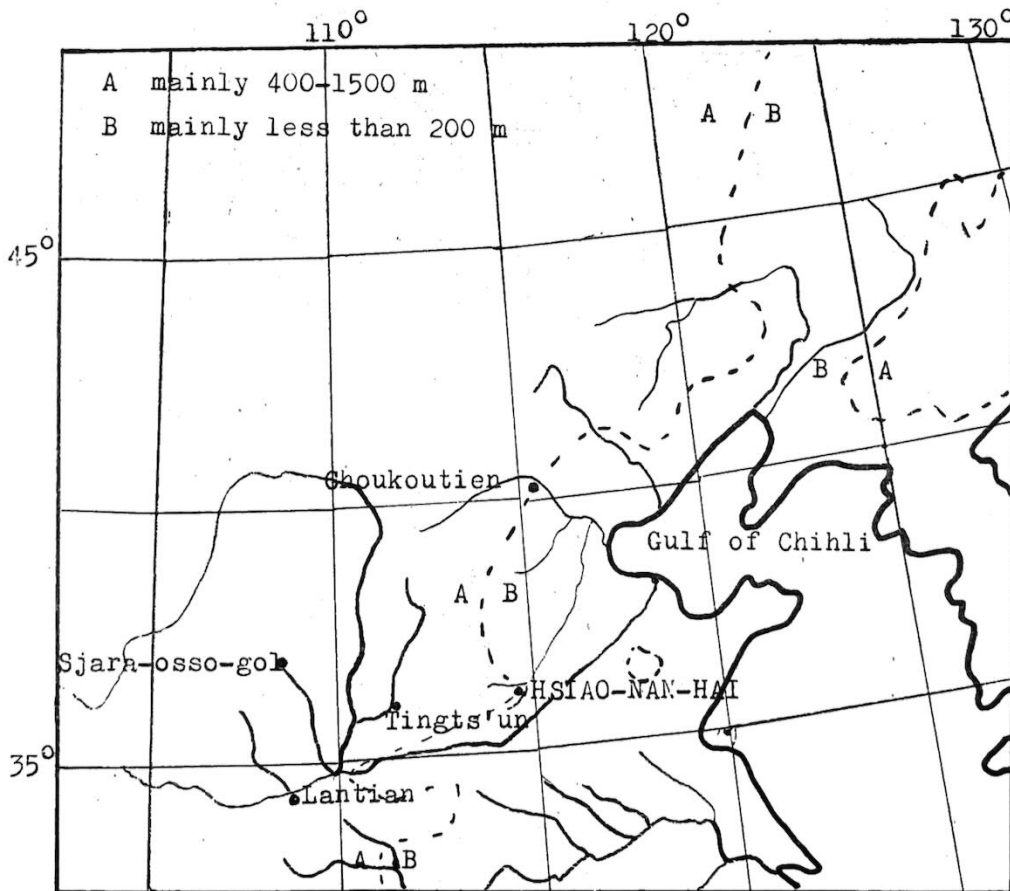 110°
120°
130°
A mainly 400-1500 m
B mainly less than 200 m
A B
45°
B A
Choukoutien
Gulf of Chihli
A B
Sjara-osso-gol
HSIAO-NAN-HAI
Tingts'un
35°
Lantian
A B